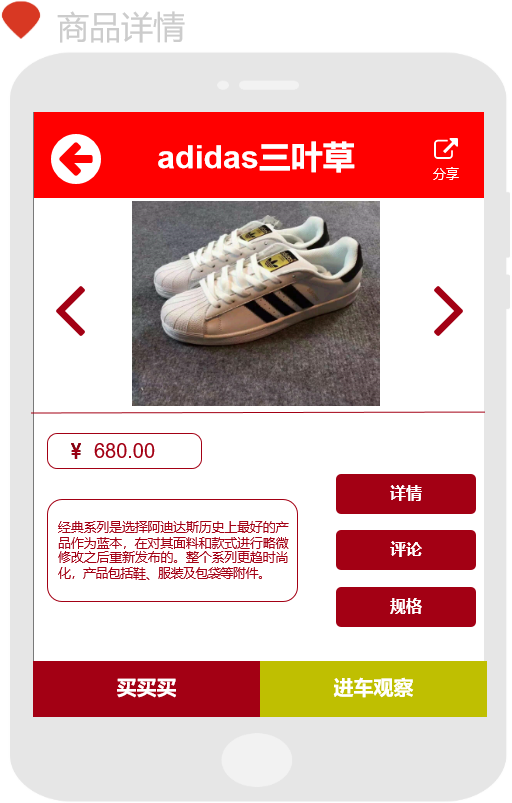 商品详情
adidas三叶草
分享
¥ 680.00
经典系列是选择阿迪达斯历史上最好的产
品作为蓝本，在对其面料和款式进行略微
修改之后重新发布的。整个系列更趋时尚
化，产品包括鞋、服装及包袋等附件。
详情
评论
规格
买买买
进车观察